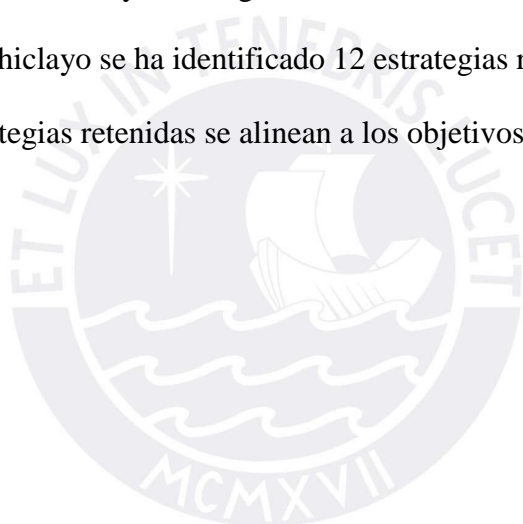 hiclayo se ha identificado 12 estrategias
tegias retenidas se alinean a los objetivos
ET LUX IN TENEBRIS LUCET
MCMXVII